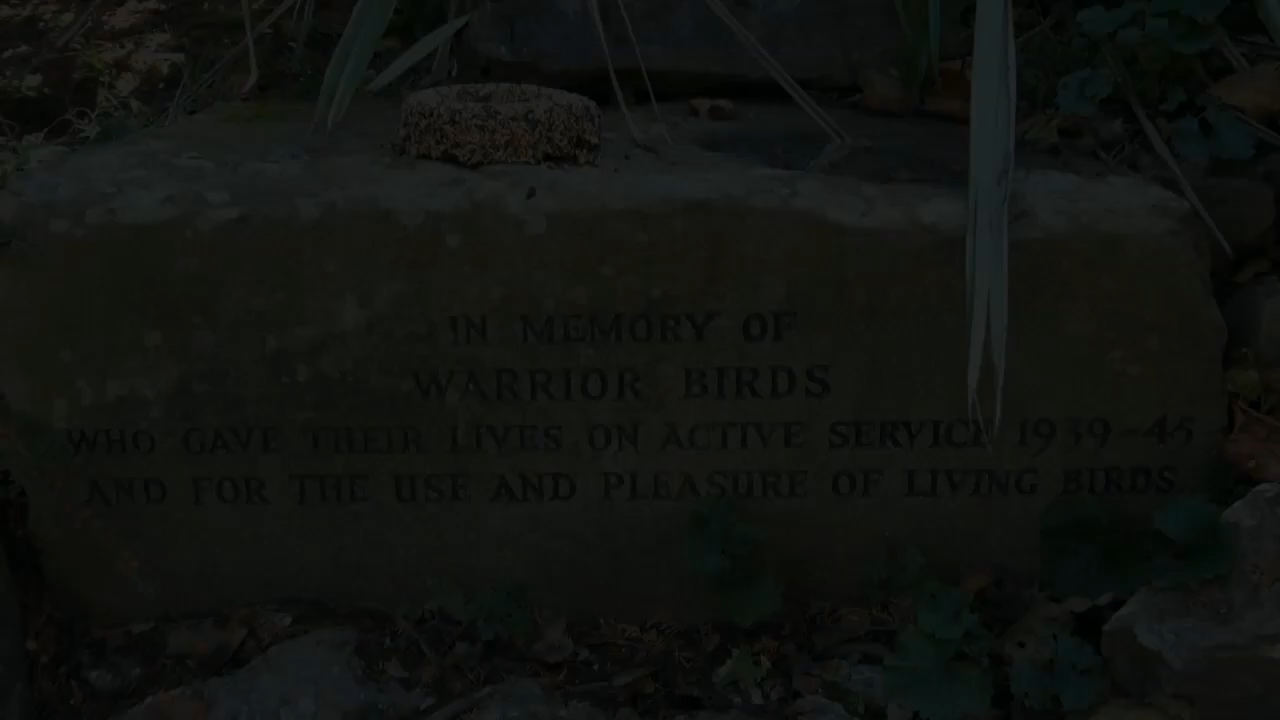 IN MEMORY OF
WARRIOR BIRDS
WHO GAVE THEIR LIVES ON ACTIVE SERVICE 1939-45
AND FOR THE USE AND PLEASURE OF LIVING BIRDS